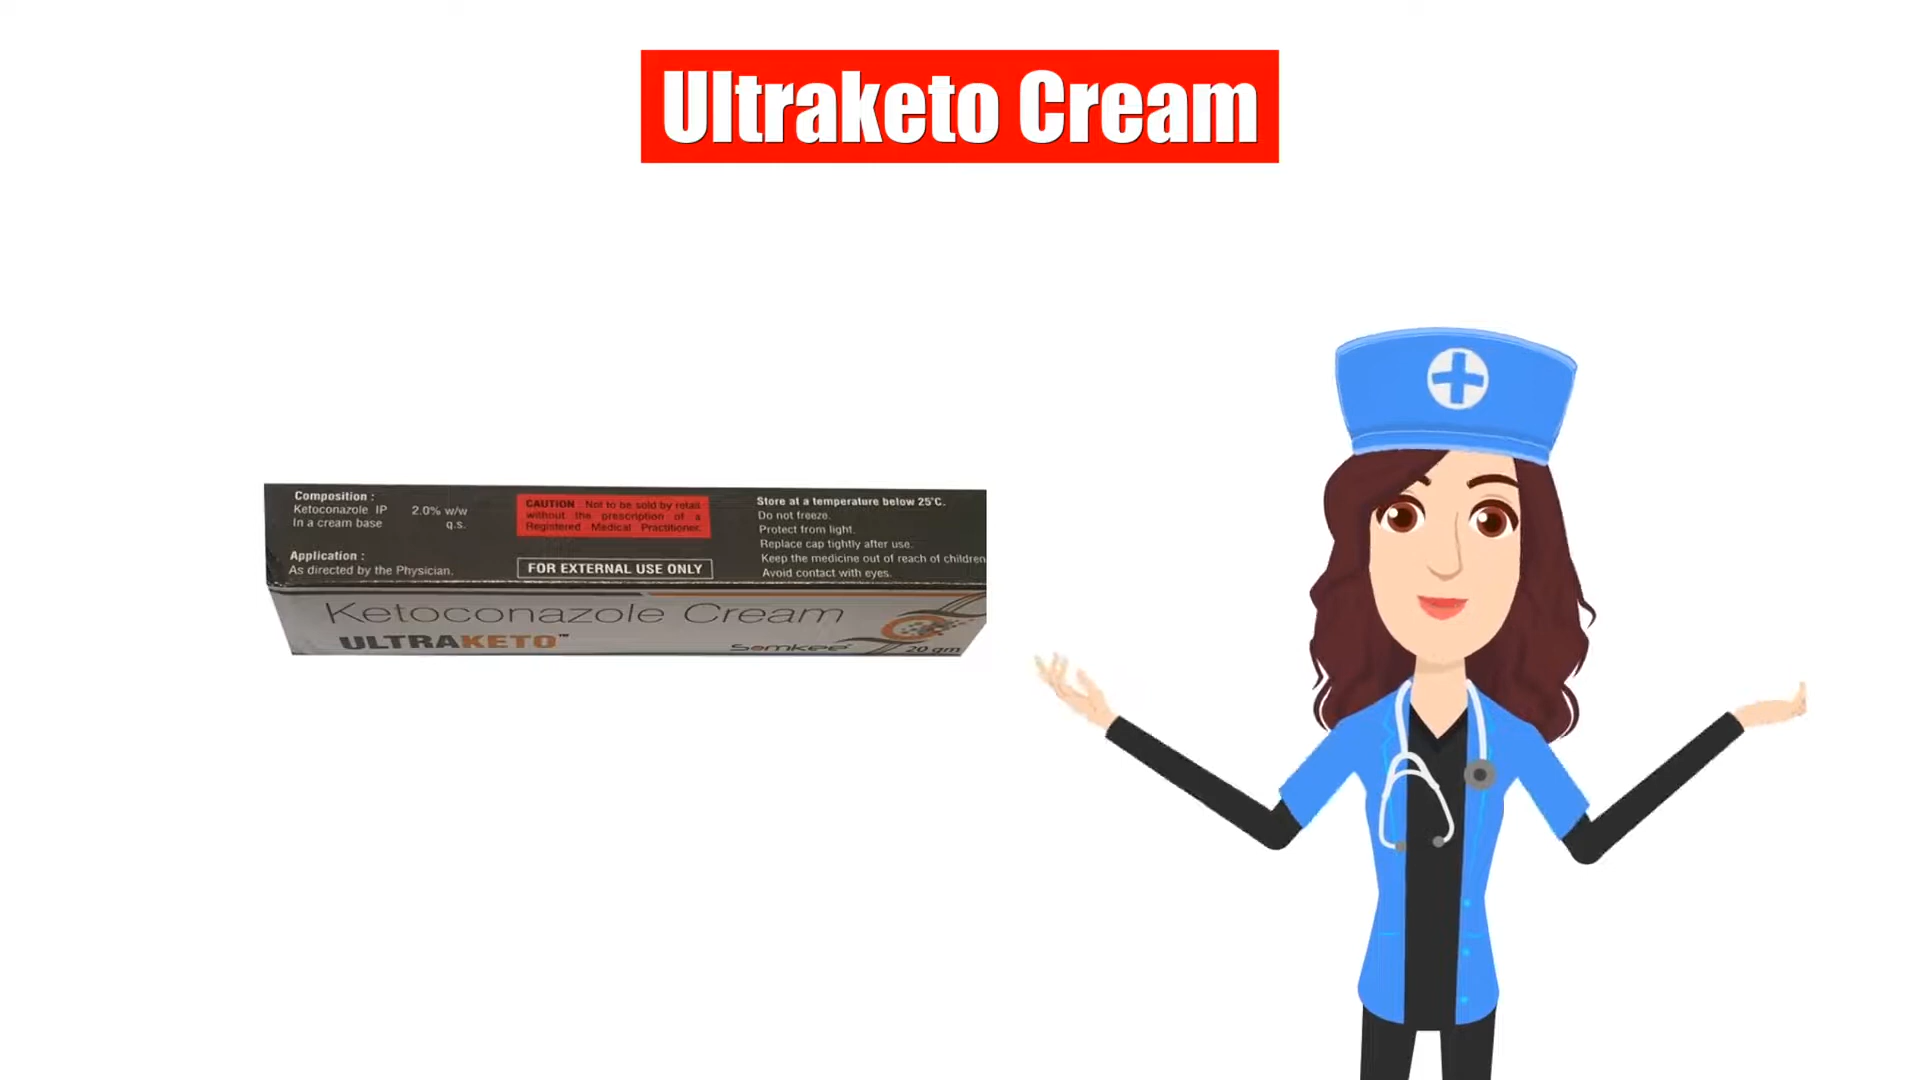 Ultraketo Cream
Composition :
Ketoconazole IP 2.0% w/w
In a cream base q.s.
Application :
As directed by the Physician.
CAUTION : Not to be sold by retail
without the prescription of a
Registered Medical Practitioner.
FOR EXTERNAL USE ONLY
Store at a temperature below 25°C.
Do not freeze.
Protect from light.
Replace cap tightly after use.
Keep the medicine out of reach of children
Avoid contact with eyes.
Ketoconazole Cream
ULTRAKETO™
Somkee
20 gm